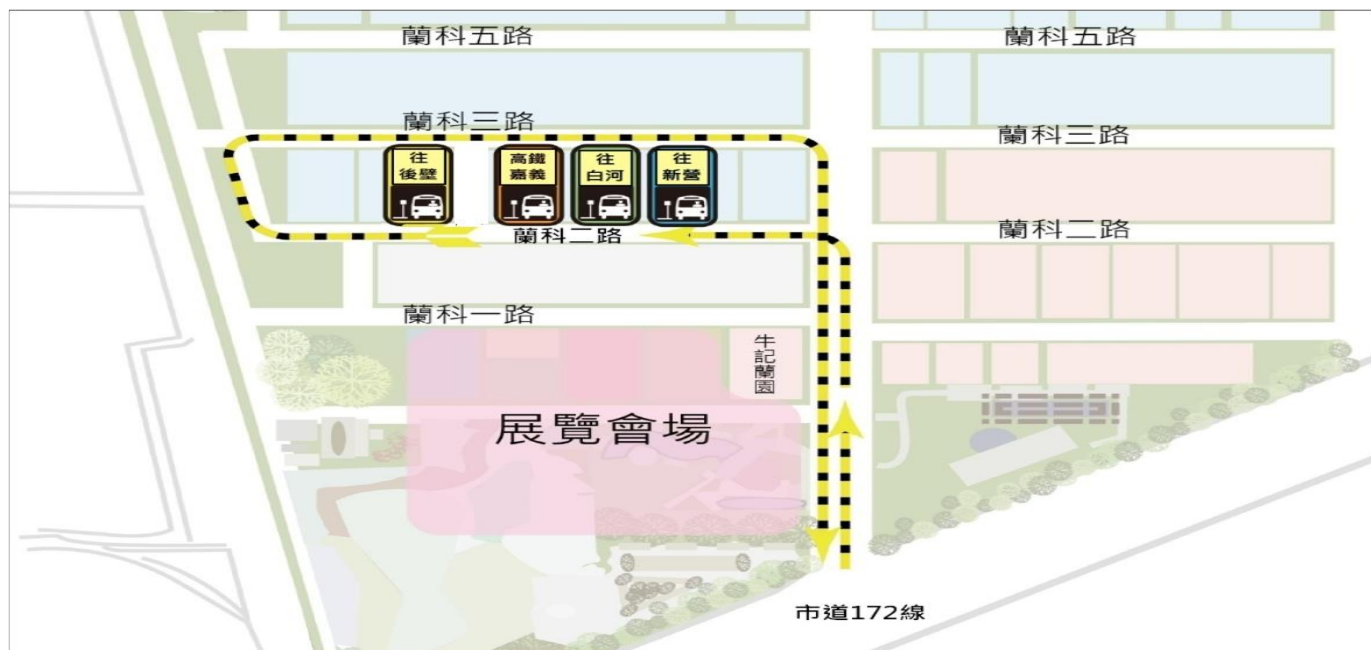 蘭科五路
蘭科五路
蘭科三路
蘭科三路
往
後壁
高鐵
嘉義
往
白河
往
新營
蘭科二路
蘭科二路
蘭科一路
牛記蘭園
展覽會場
市道172線